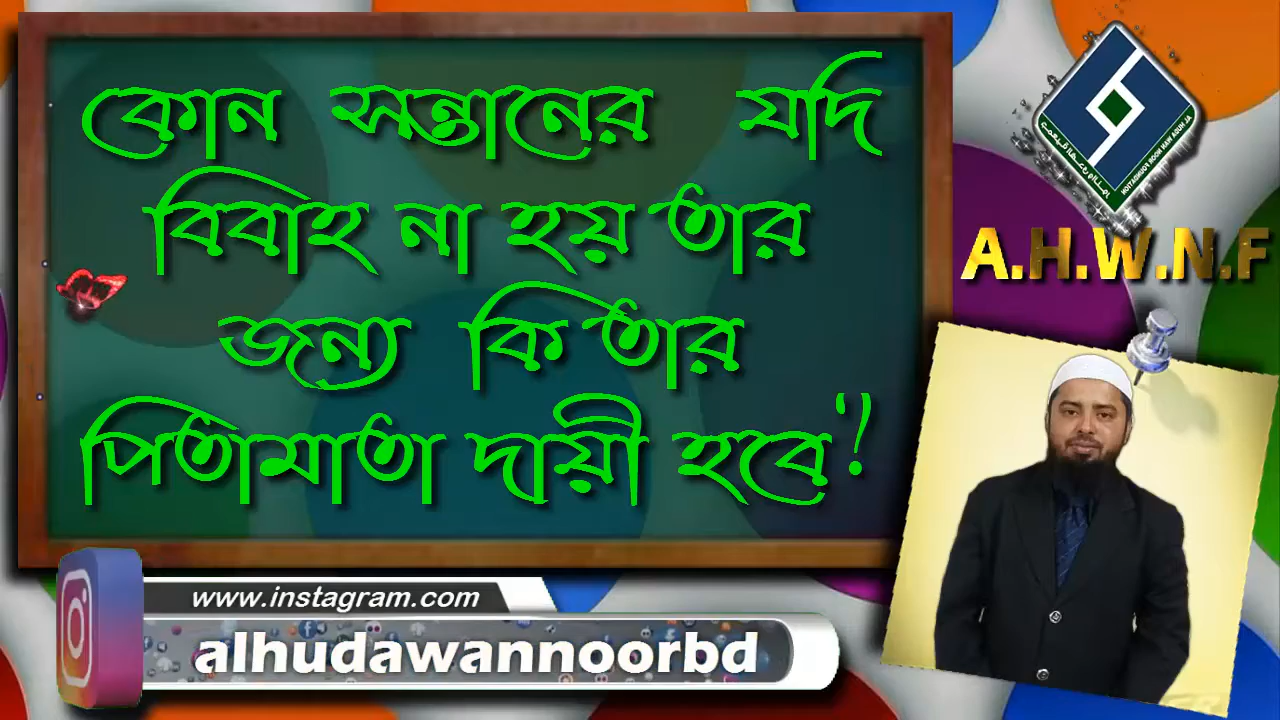 কোন সন্তানের যদি
বিবাহ না হয় তার
জন্য কি তার
পিতামাতা দায়ী হবে?
A.H.W.N.F
www.instagram.com
alhudawannoorbd